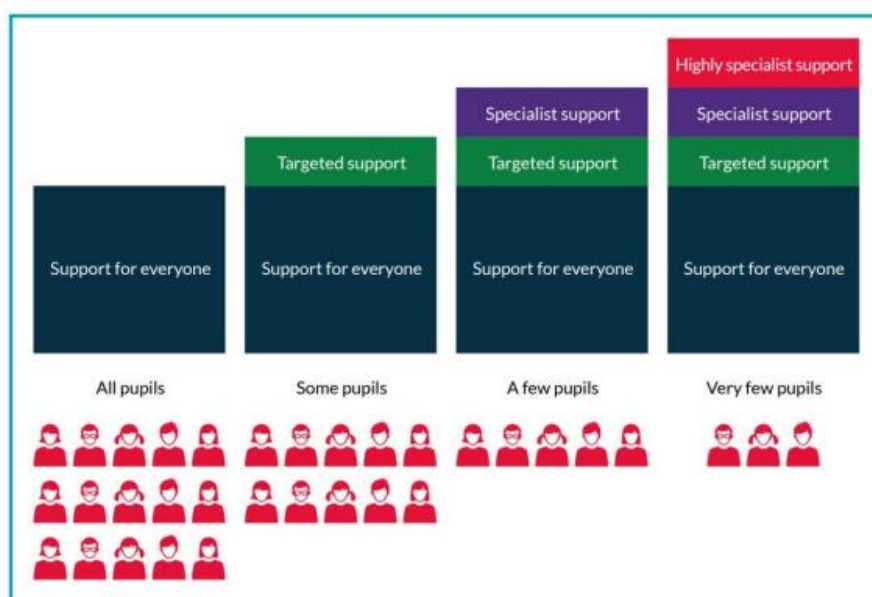 Highly specialist support
Specialist support
Specialist support
Targeted support
Targeted support
Targeted support
Support for everyone
Support for everyone
Support for everyone
Support for everyone
All pupils
Some pupils
A few pupils
Very few pupils